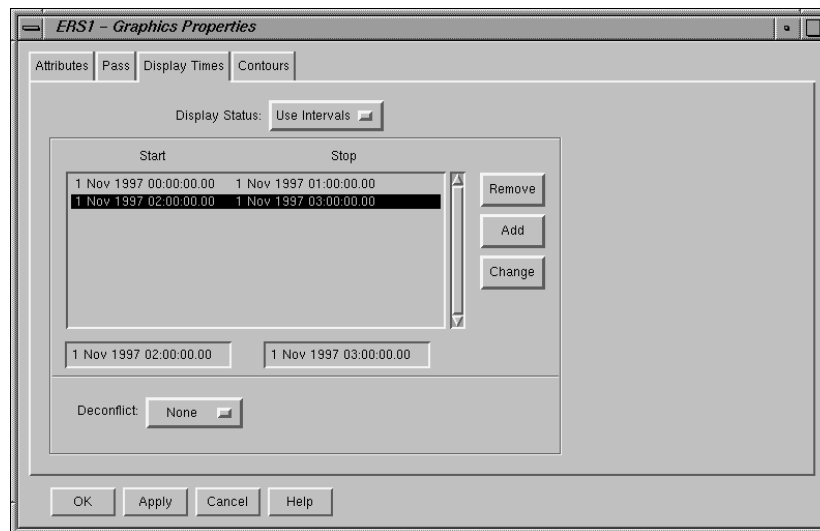 ERS1 – Graphics Properties
Attributes Pass Display Times Contours
Display Status: Use Intervals
Start Stop
1 Nov 1997 00:00:00.00 1 Nov 1997 01:00:00.00
1 Nov 1997 02:00:00.00 1 Nov 1997 03:00:00.00
Remove
Add
Change
1 Nov 1997 02:00:00.00 1 Nov 1997 03:00:00.00
Deconflict: None
OK Apply Cancel Help